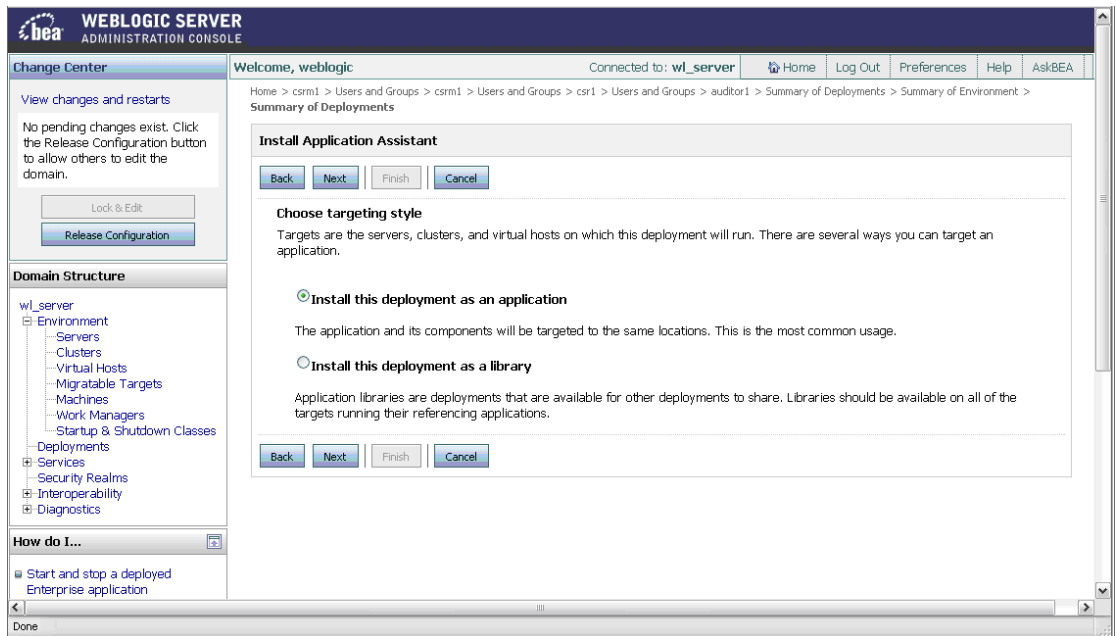 bea
WEBLOGIC SERVER
ADMINISTRATION CONSOLE
Change Center
View changes and restarts
No pending changes exist. Click
the Release Configuration button
to allow others to edit the
domain.
Lock & Edit
Release Configuration
Domain Structure
wl_server
Environment
Servers
Clusters
Virtual Hosts
Migratable Targets
Machines
Work Managers
Startup & Shutdown Classes
Deployments
Services
Security Realms
Interoperability
Diagnostics
How do I...
Start and stop a deployed
Enterprise application
Welcome, weblogic
Connected to: wl_server
Home
Log Out
Preferences
Help
AskBEA
Home > csrm1 > Users and Groups > csrm1 > Users and Groups > csr1 > Users and Groups > auditor1 > Summary of Deployments > Summary of Environment >
Summary of Deployments
Install Application Assistant
Back Next Finish Cancel
Choose targeting style
Targets are the servers, clusters, and virtual hosts on which this deployment will run. There are several ways you can target an
application.
Install this deployment as an application
The application and its components will be targeted to the same locations. This is the most common usage.
Install this deployment as a library
Application libraries are deployments that are available for other deployments to share. Libraries should be available on all of the
targets running their referencing applications.
Back Next Finish Cancel
Done